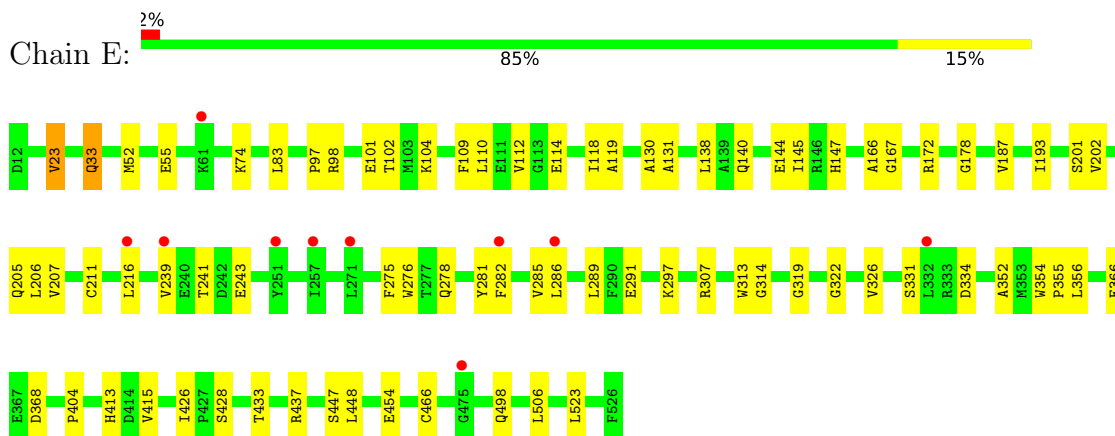 2%
Chain E:
85% 15%
D12 V23 Q33 M52 E55 K61 K74 L83 P97 R98 E101 T102 M103 K104 F109 L110 E111 V112 G113 E114 I118 A119 A130 A131 L138 A139 Q140 E144 I145 R146 H147 A166 G167 R172 G178 V187 I193 S201 V202
Q205 L206 V207 C211 L216 V239 E240 T241 D242 E243 Y251 I257 L271 F275 W276 T277 Q278 Y281 F282 V285 L286 L289 F290 E291 K297 R307 W313 G314 G319 G322 V326 S331 L332 R333 D334 A352 M353 W354 P355 L356 E366
E367 D368 P404 H413 D414 V415 I426 P427 S428 T433 R437 S447 L448 E454 C466 G475 Q498 L506 L523 F526